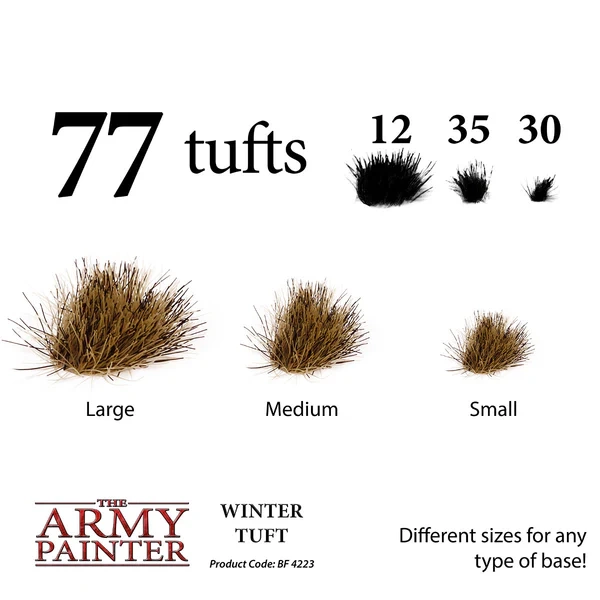 77 tufts
12 35 30
Large Medium Small
THE
ARMY
PAINTER
WINTER
TUFT
Product Code: BF 4223
Different sizes for any
type of base!